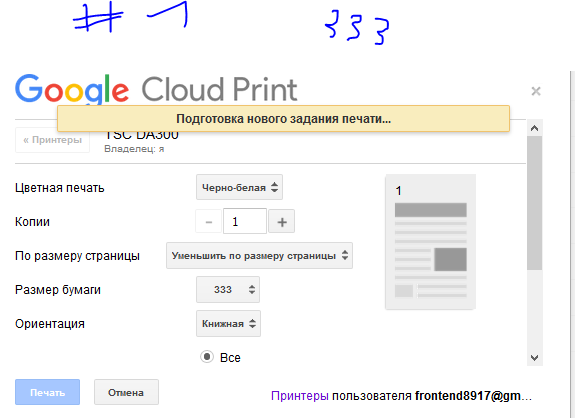 # 1 333
Google Cloud Print
Подготовка нового задания печати...
« Принтеры TSC DA300
Владелец: я
Цветная печать Черно-белая
Копии - 1 +
По размеру страницы Уменьшить по размеру страницы
Размер бумаги 333
Ориентация Книжная
Все
1
Печать Отмена Принтеры пользователя frontend8917@gm...